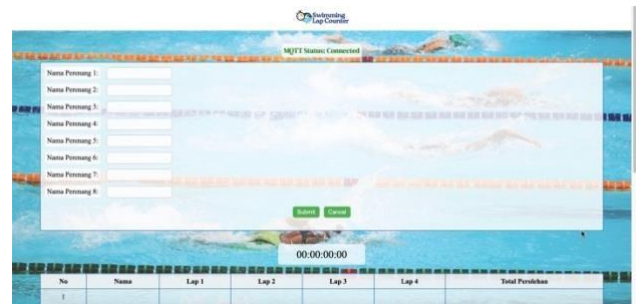 Swimming
Lap Counter
MQTT Status: Connected
Nama Perenang 1:
Nama Perenang 2:
Nama Perenang 3:
Nama Perenang 4:
Nama Perenang 5:
Nama Perenang 6:
Nama Perenang 7:
Nama Perenang 8:
Submit Cancel
00:00:00:00
No Nama Lap 1 Lap 2 Lap 3 Lap 4 Total Perolehan
1